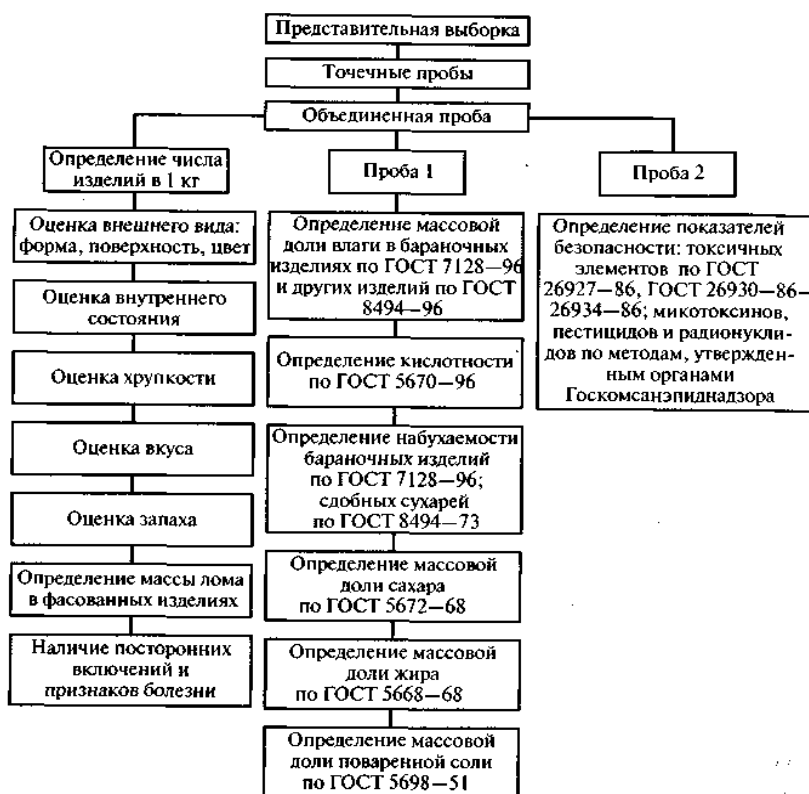 Представительная выборка
Точечные пробы
Объединенная проба
Определение числа
изделий в 1 кг
Оценка внешнего вида:
форма, поверхность, цвет
Оценка внутреннего
состояния
Оценка хрупкости
Оценка вкуса
Оценка запаха
Определение массы лома
в фасованных изделиях
Наличие посторонних
включений и
признаков болезни
Проба 1
Определение массовой
доли влаги в бараночных
изделиях по ГОСТ 7128—96
и других изделий по ГОСТ
8494—96
Определение кислотности
по ГОСТ 5670—96
Определение набухаемости
бараночных изделий
по ГОСТ 7128—96;
сдобных сухарей
по ГОСТ 8494—73
Определение массовой
доли сахара
по ГОСТ 5672—68
Определение массовой
доли жира
по ГОСТ 5668—68
Определение массовой
доли поваренной соли
по ГОСТ 5698—51
Проба 2
Определение показателей
безопасности: токсичных
элементов по ГОСТ
26927—86, ГОСТ 26930—86—
26934—86; микотоксинов,
пестицидов и радионукли-
дов по методам, утвержден-
ным органами
Госкомсанэпиднадзора